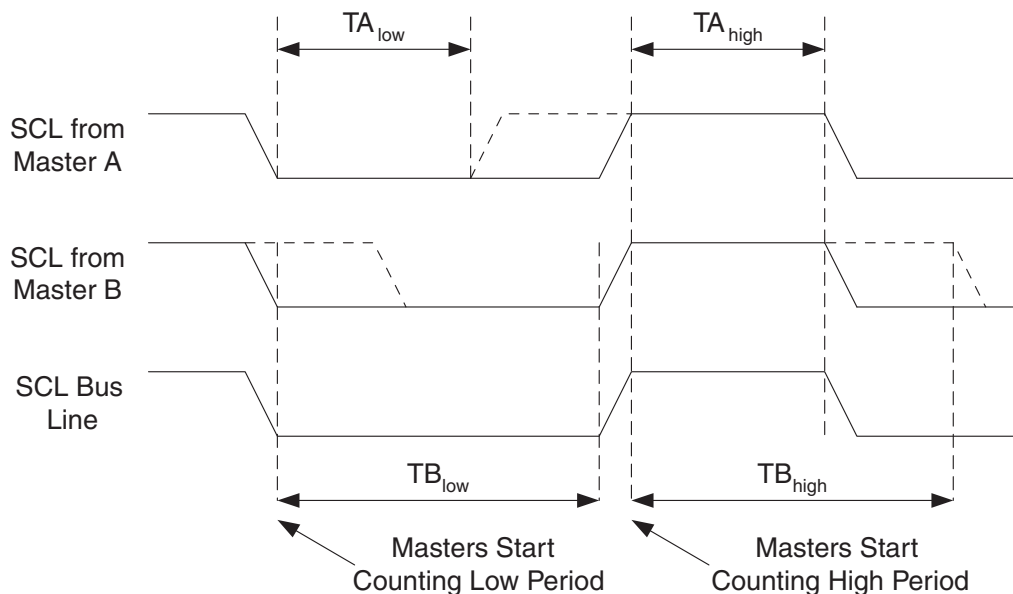 TA low
TA high
SCL from
Master A
SCL from
Master B
SCL Bus
Line
TB low
TB high
Masters Start
Counting Low Period
Masters Start
Counting High Period